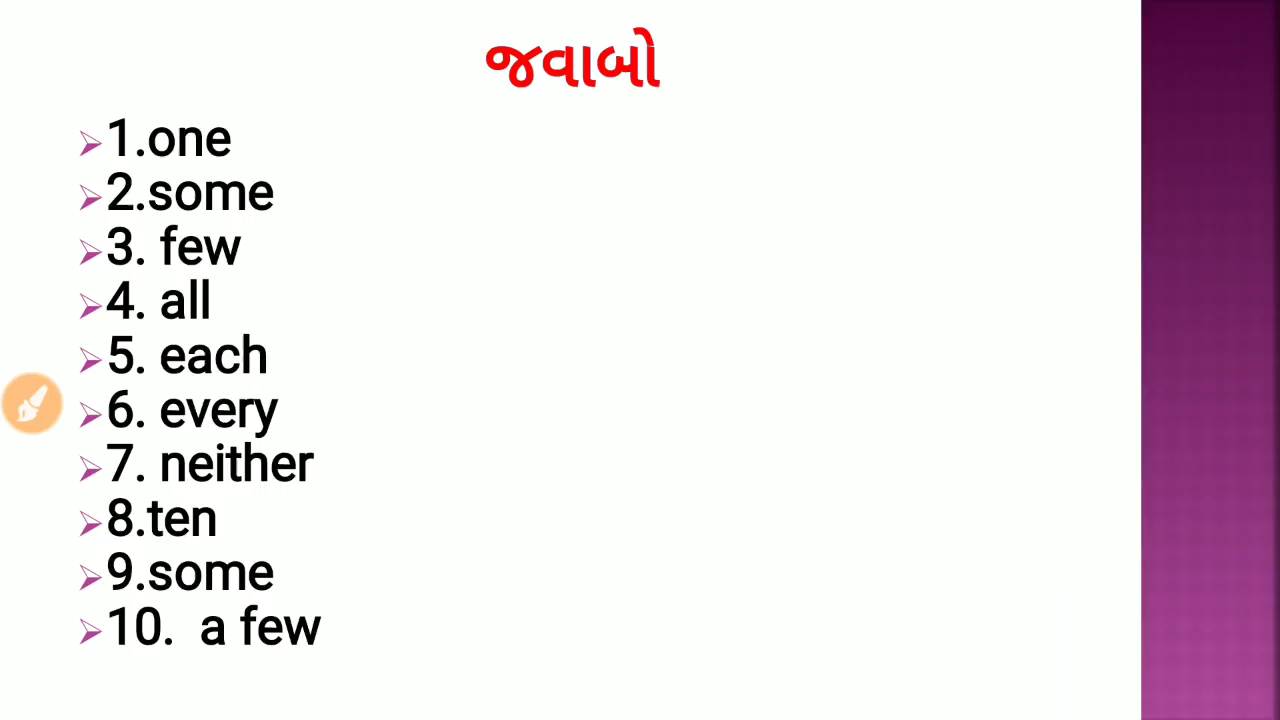 જવાબો
1.one
2.some
3. few
4. all
5. each
6. every
7. neither
8.ten
9.some
10. a few